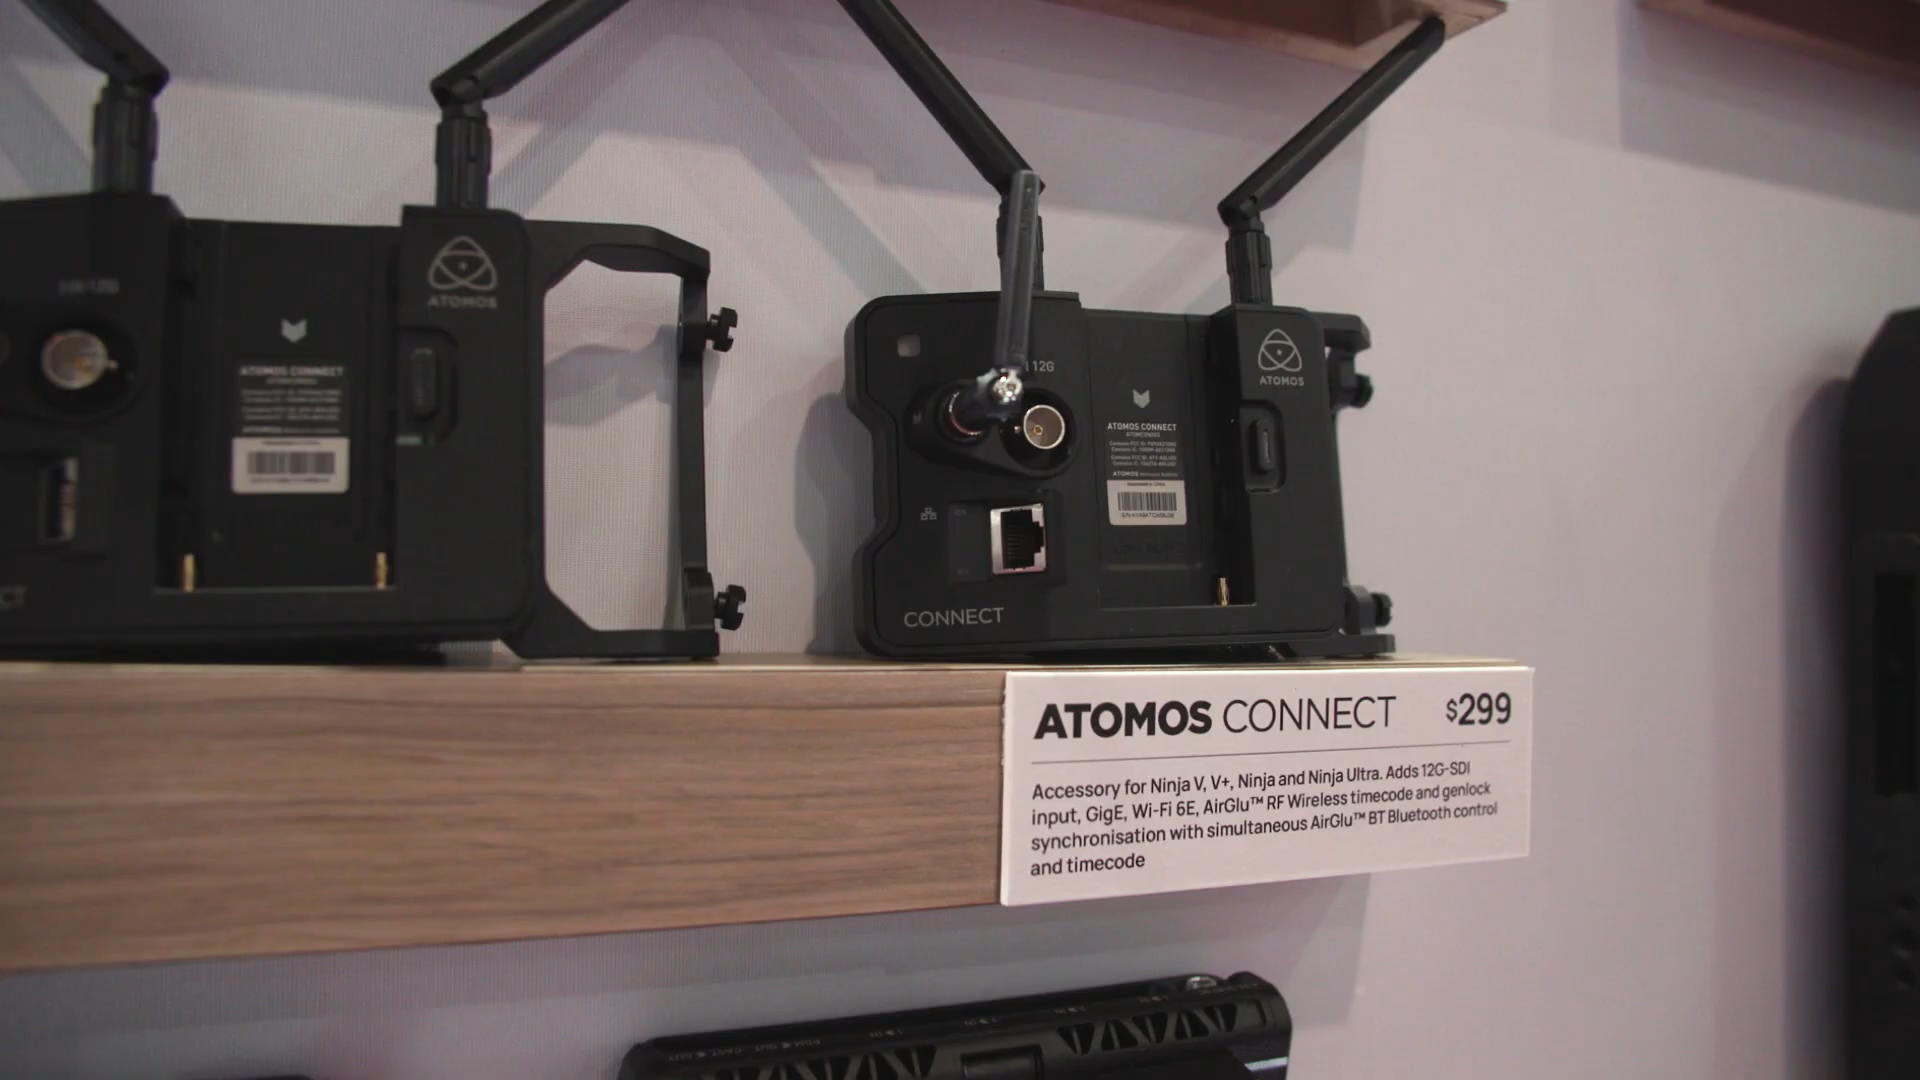 ATOMOS
ATOMOS CONNECT
12G
ATOMOS
ATOMOS CONNECT
ATOMOS
CONNECT
ATOMOS CONNECT $299
Accessory for Ninja V, V+, Ninja and Ninja Ultra. Adds 12G-SDI
input, GigE, Wi-Fi 6E, AirGlu™ RF Wireless timecode and genlock
synchronisation with simultaneous AirGlu™ BT Bluetooth control
and timecode